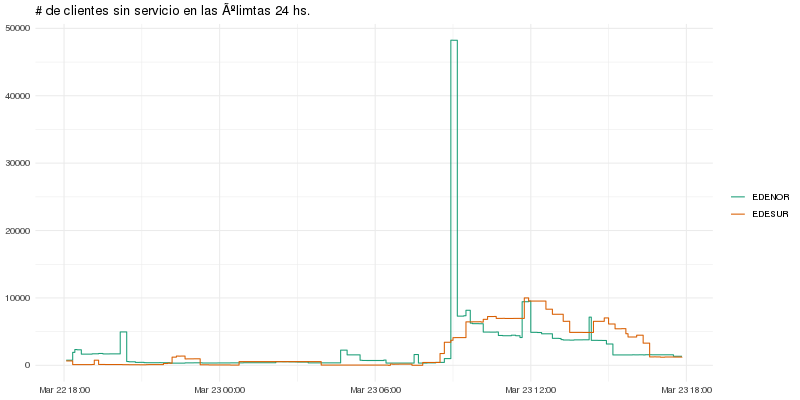 # de clientes sin servicio en las Ãºlimtas 24 hs.
50000
40000
30000
20000
10000
0
EDENOR
EDESUR
Mar 22 18:00
Mar 23 00:00
Mar 23 06:00
Mar 23 12:00
Mar 23 18:00